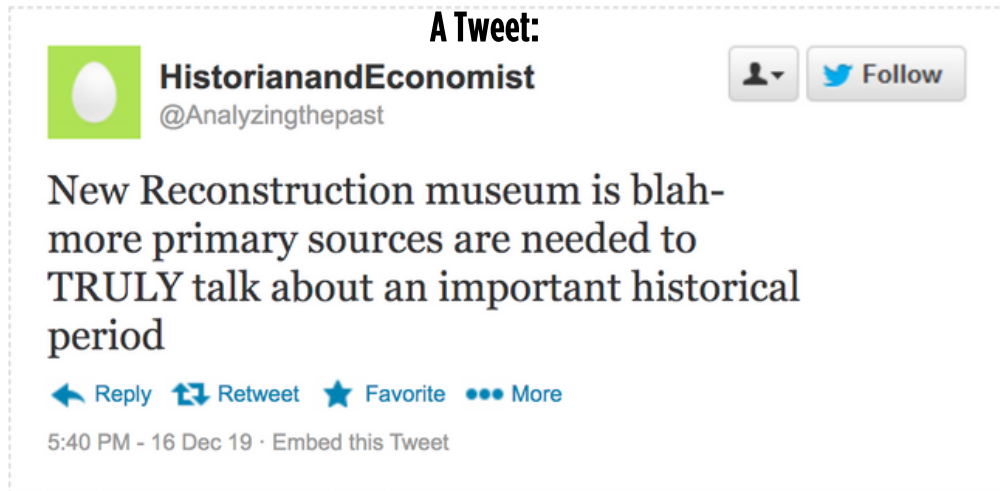 A Tweet:
HistorianandEconomist
@Analyzingthepast
Follow
New Reconstruction museum is blah-
more primary sources are needed to
TRULY talk about an important historical
period
Reply Retweet Favorite More
5:40 PM - 16 Dec 19 · Embed this Tweet